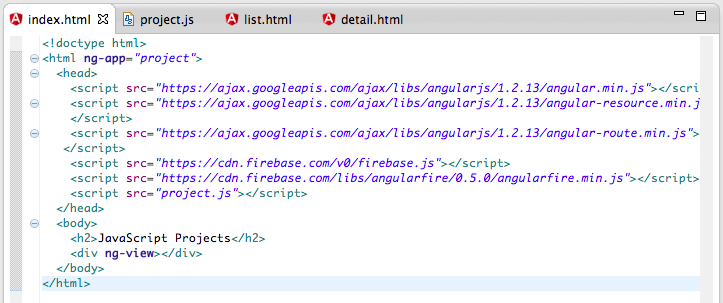 index.html project.js list.html detail.html
<!doctype html>
<html ng-app="project">
<head>
<script src="https://ajax.googleapis.com/ajax/libs/angularjs/1.2.13/angular.min.js"></scri
<script src="https://ajax.googleapis.com/ajax/libs/angularjs/1.2.13/angular-resource.min.j
</script>
<script src="https://ajax.googleapis.com/ajax/libs/angularjs/1.2.13/angular-route.min.js">
</script>
<script src="https://cdn.firebase.com/v0/firebase.js"></script>
<script src="https://cdn.firebase.com/libs/angularfire/0.5.0/angularfire.min.js"></script>
<script src="project.js"></script>
</head>
<body>
<h2>JavaScript Projects</h2>
<div ng-view></div>
</body>
</html>